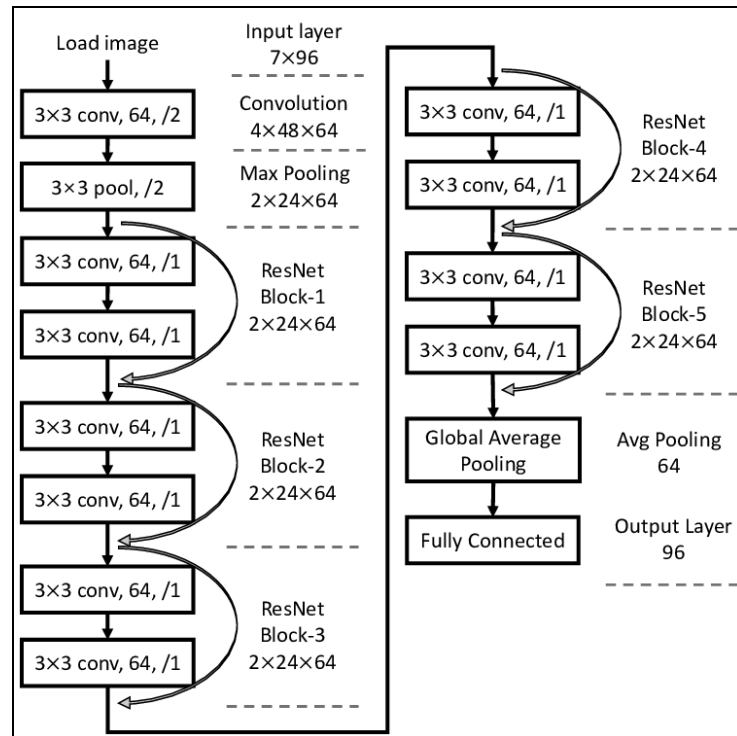 Load image
Input layer
7×96
3×3 conv, 64, /2
Convolution
4×48×64
3×3 pool, /2
Max Pooling
2×24×64
3×3 conv, 64, /1
3×3 conv, 64, /1
ResNet
Block-1
2×24×64
3×3 conv, 64, /1
3×3 conv, 64, /1
ResNet
Block-2
2×24×64
3×3 conv, 64, /1
3×3 conv, 64, /1
ResNet
Block-3
2×24×64
3×3 conv, 64, /1
3×3 conv, 64, /1
ResNet
Block-4
2×24×64
3×3 conv, 64, /1
3×3 conv, 64, /1
ResNet
Block-5
2×24×64
Global Average
Pooling
Avg Pooling
64
Fully Connected
Output Layer
96